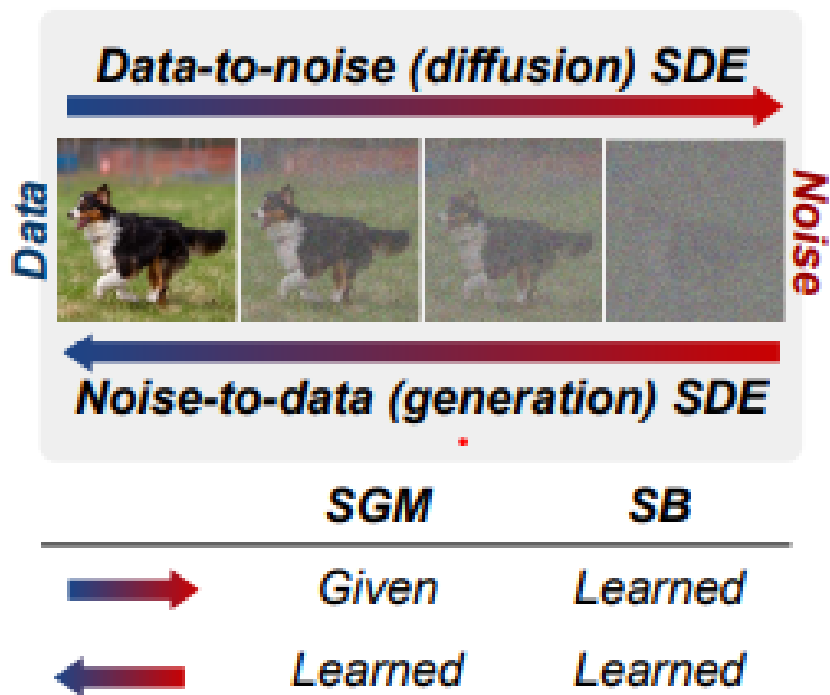 Data-to-noise (diffusion) SDE
Data
Noise
Noise-to-data (generation) SDE
SGM SB
Given Learned
Learned Learned